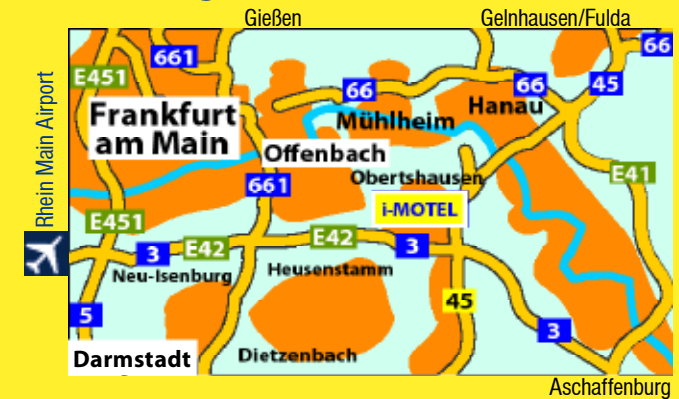 Gießen
Gelnhausen/Fulda
661
66
E451
66
66
45
Rhein Main Airport
Frankfurt
am Main
Mühlheim
Hanau
Offenbach
Obertshausen
E41
661
i-MOTEL
E451
3
E42
E42
3
Neu-Isenburg
Heusenstamm
45
5
3
Darmstadt
Dietzenbach
Aschaffenburg